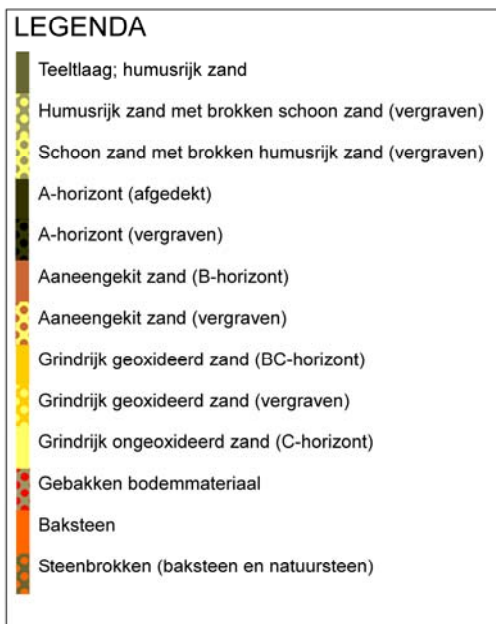 LEGENDA
Teeltlaag; humusrijk zand
Humusrijk zand met brokken schoon zand (vergraven)
Schoon zand met brokken humusrijk zand (vergraven)
A-horizont (afgedekt)
A-horizont (vergraven)
Aaneengekit zand (B-horizont)
Aaneengekit zand (vergraven)
Grindrijk geoxideerd zand (BC-horizont)
Grindrijk geoxideerd zand (vergraven)
Grindrijk ongeoxideerd zand (C-horizont)
Gebakken bodemmateriaal
Baksteen
Steenbrokken (baksteen en natuursteen)